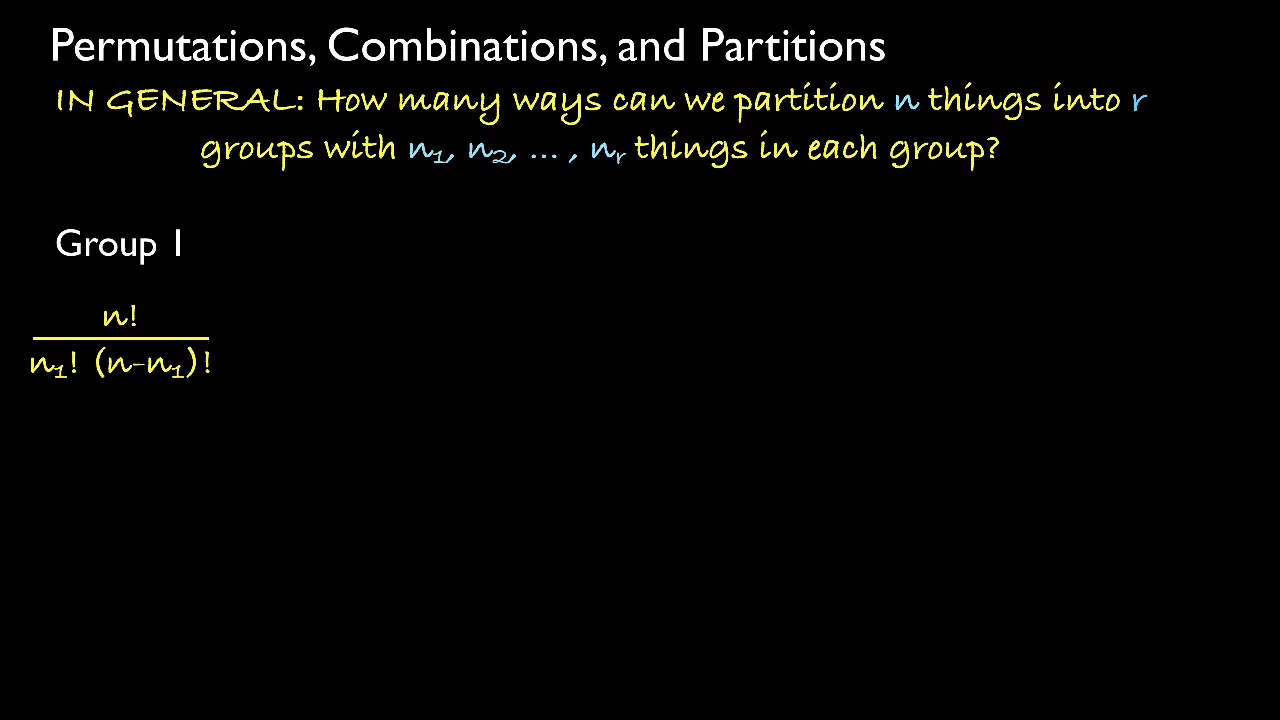 Permutations, Combinations, and Partitions
IN GENERAL: How many ways can we partition n things into r
groups with n₁, n₂, ... , nᵣ things in each group?
Group 1
n!
n₁! (n-n₁)!